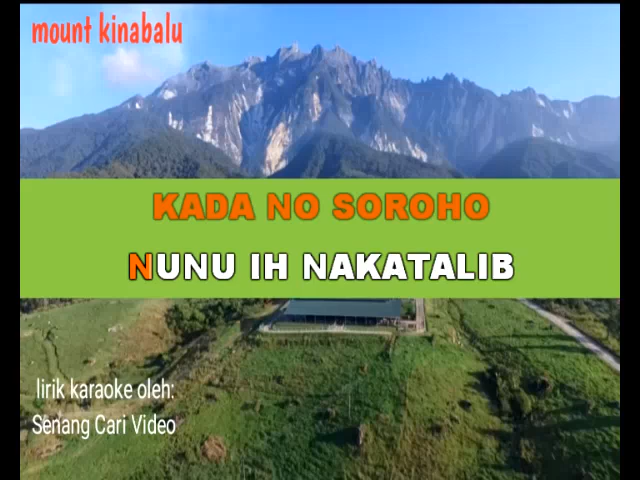 mount kinabalu
KADA NO SOROHO
NUNU IH NAKATALIB
lirik karaoke oleh:
Senang Cari Video